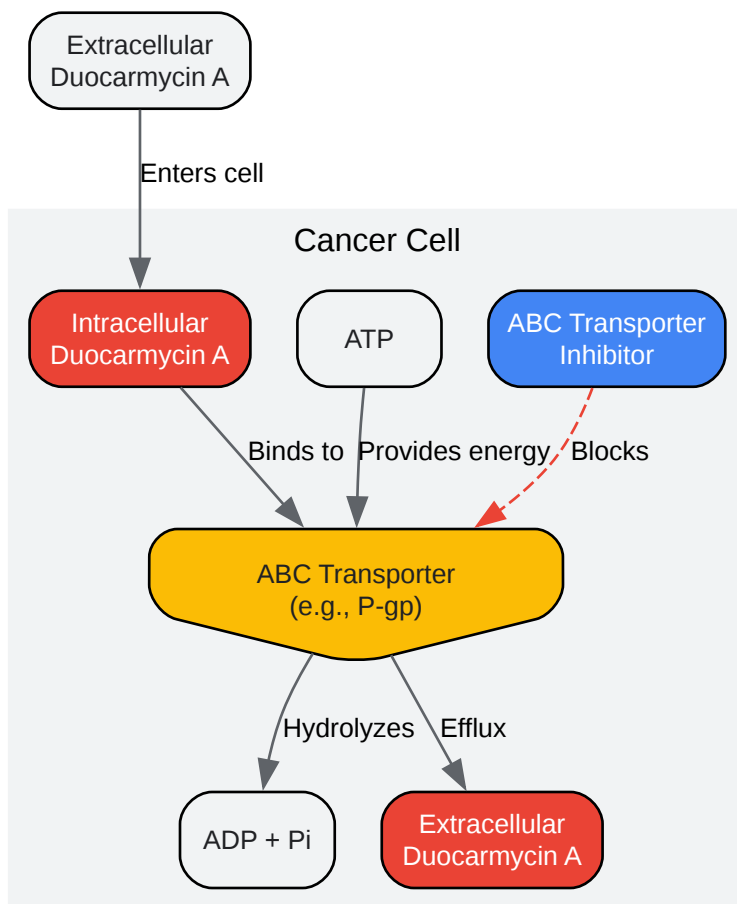 Extracellular
Duocarmycin A
Enters cell
Cancer Cell
Intracellular
Duocarmycin A
ATP
ABC Transporter
Inhibitor
Binds to
Provides energy
Blocks
ABC Transporter
(e.g., P-gp)
Hydrolyzes
Efflux
ADP + Pi
Extracellular
Duocarmycin A